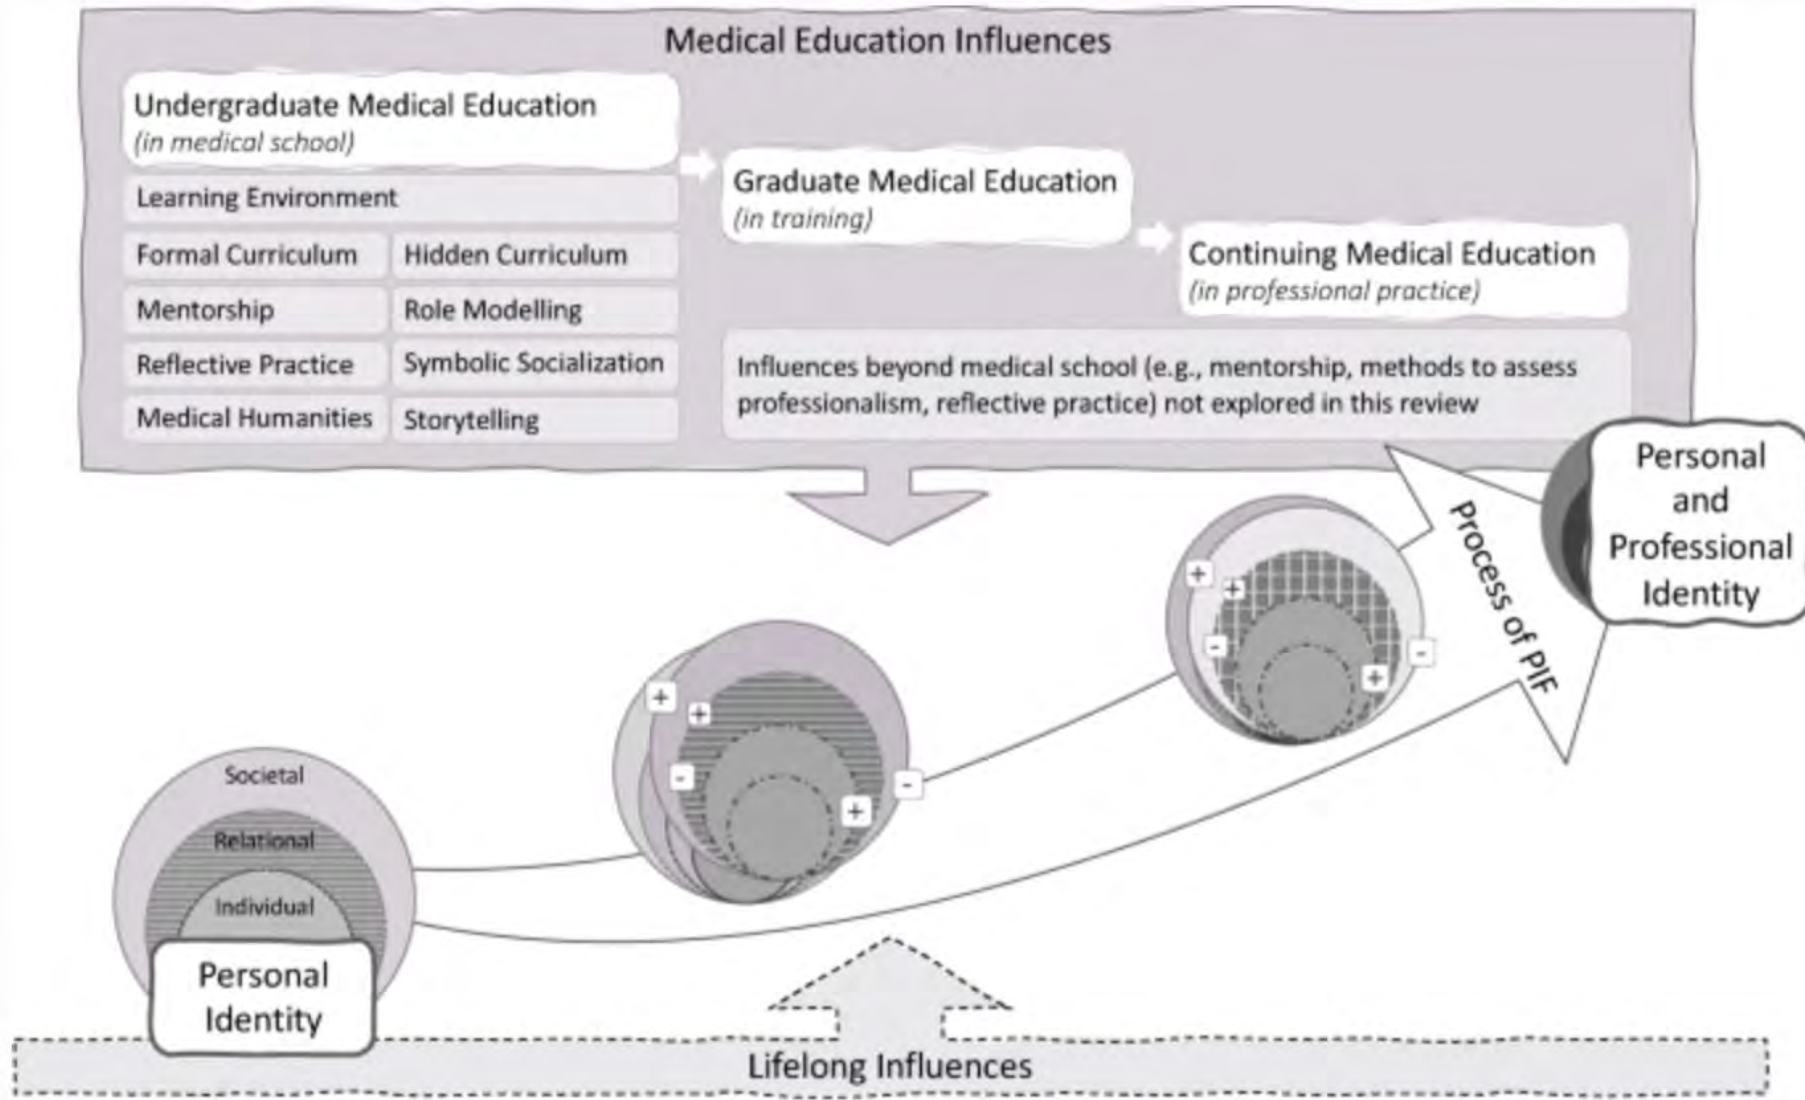 Medical Education Influences
Undergraduate Medical Education
(in medical school)
Learning Environment
Formal Curriculum
Hidden Curriculum
Mentorship
Role Modelling
Reflective Practice
Symbolic Socialization
Medical Humanities
Storytelling
Graduate Medical Education
(in training)
Continuing Medical Education
(in professional practice)
Influences beyond medical school (e.g., mentorship, methods to assess
professionalism, reflective practice) not explored in this review
Personal
and
Professional
Identity
Process of PIF
+
+
-
-
+
+
+
-
-
+
Societal
Relational
Individual
Personal
Identity
Lifelong Influences